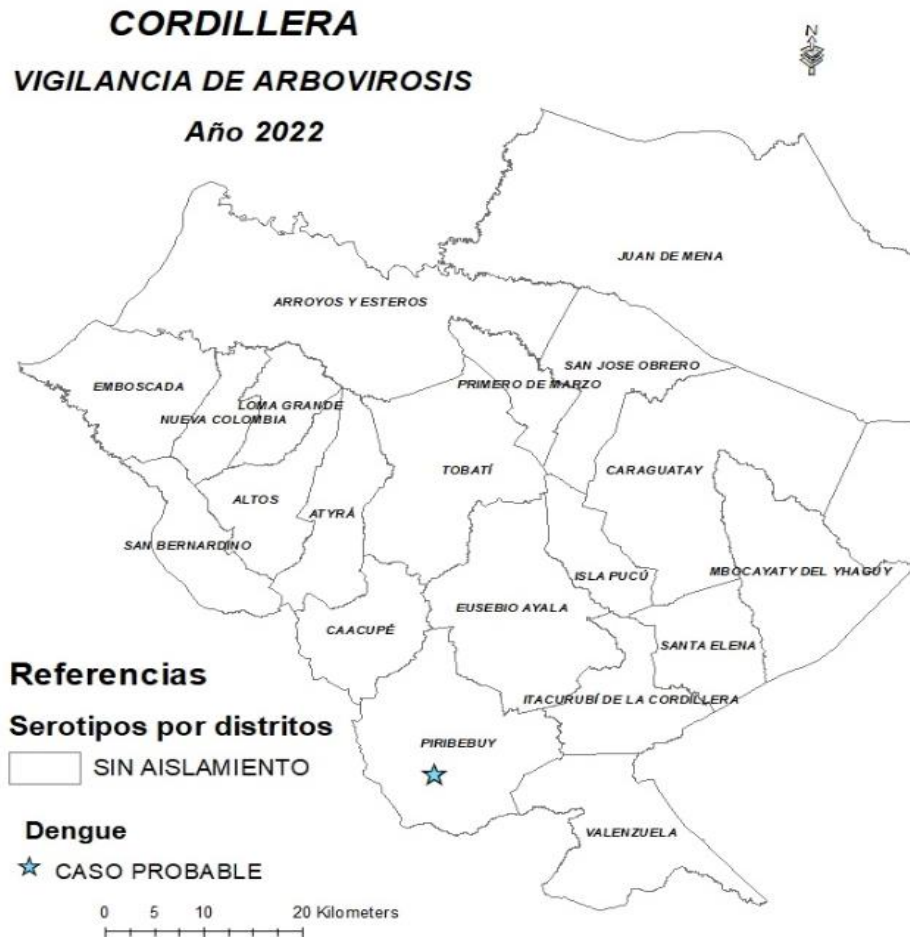 CORDILLERA
VIGILANCIA DE ARBOVIROSIS
Año 2022
N
JUAN DE MENA
ARROYOS Y ESTEROS
SAN JOSE OBRERO
EMBOSCADA
PRIMERO DE MARZO
LOMA GRANDE
NUEVA COLOMBIA
TOBATÍ
CARAGUATAY
ALTOS
ATYRÁ
SAN BERNARDINO
ISLA PUCÚ
MBOCAYATY DEL YHAGUY
EUSEBIO AYALA
CAACUPÉ
SANTA ELENA
ITACURUBÍ DE LA CORDILLERA
PIRIBEBUY
VALENZUELA
Referencias
Serotipos por distritos
SIN AISLAMIENTO
Dengue
CASO PROBABLE
0 5 10 20 Kilometers